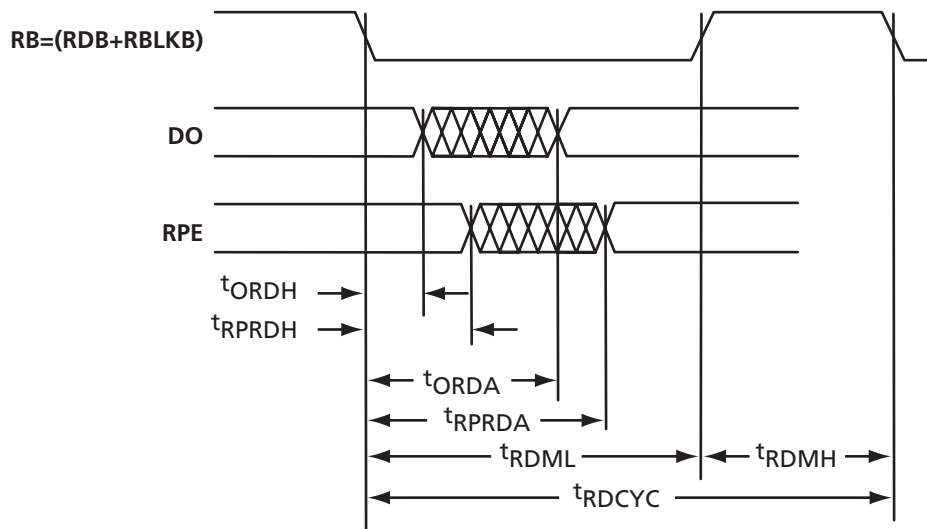 RB=(RDB+RBLKB)
DO
RPE
tORDH
tRPRDH
tORDA
tRPRDA
tRDML
tRDMH
tRDCYC